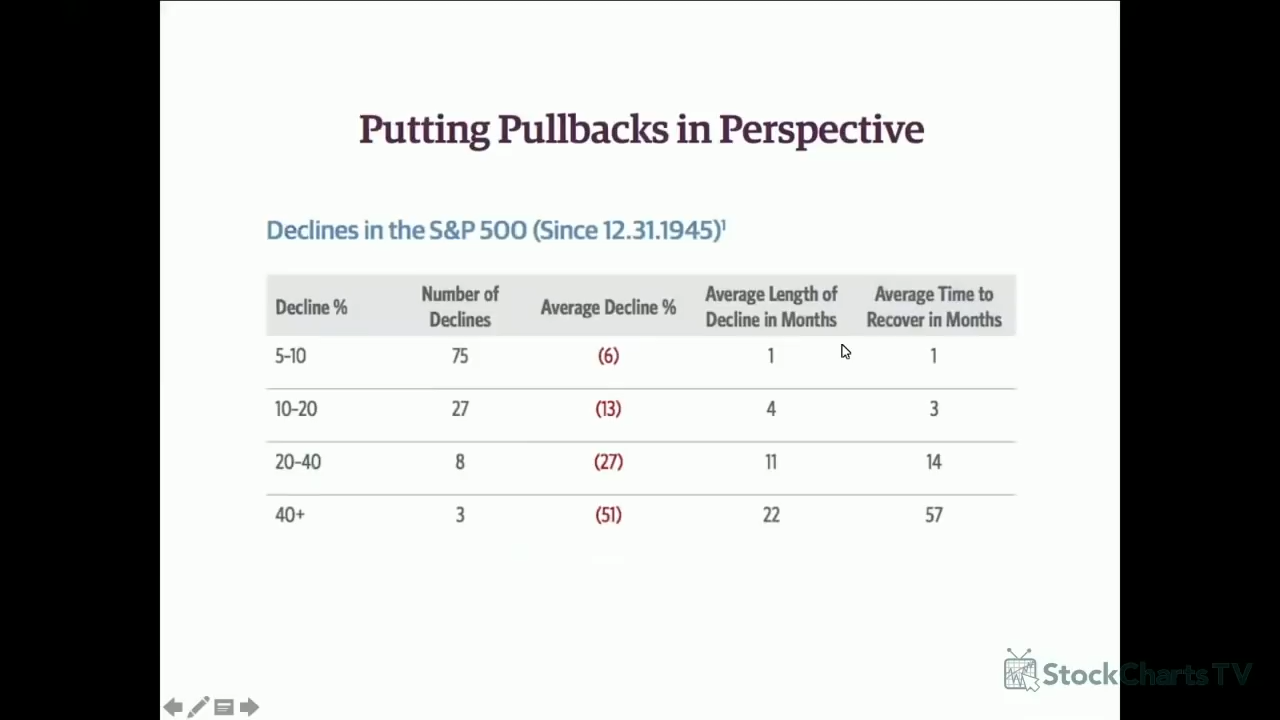 Putting Pullbacks in Perspective
Declines in the S&P 500 (Since 12.31.1945)¹
Decline % Number of Declines Average Decline % Average Length of Decline in Months Average Time to Recover in Months
5-10 75 (6) 1 1
10-20 27 (13) 4 3
20-40 8 (27) 11 14
40+ 3 (51) 22 57
StockChartsTV